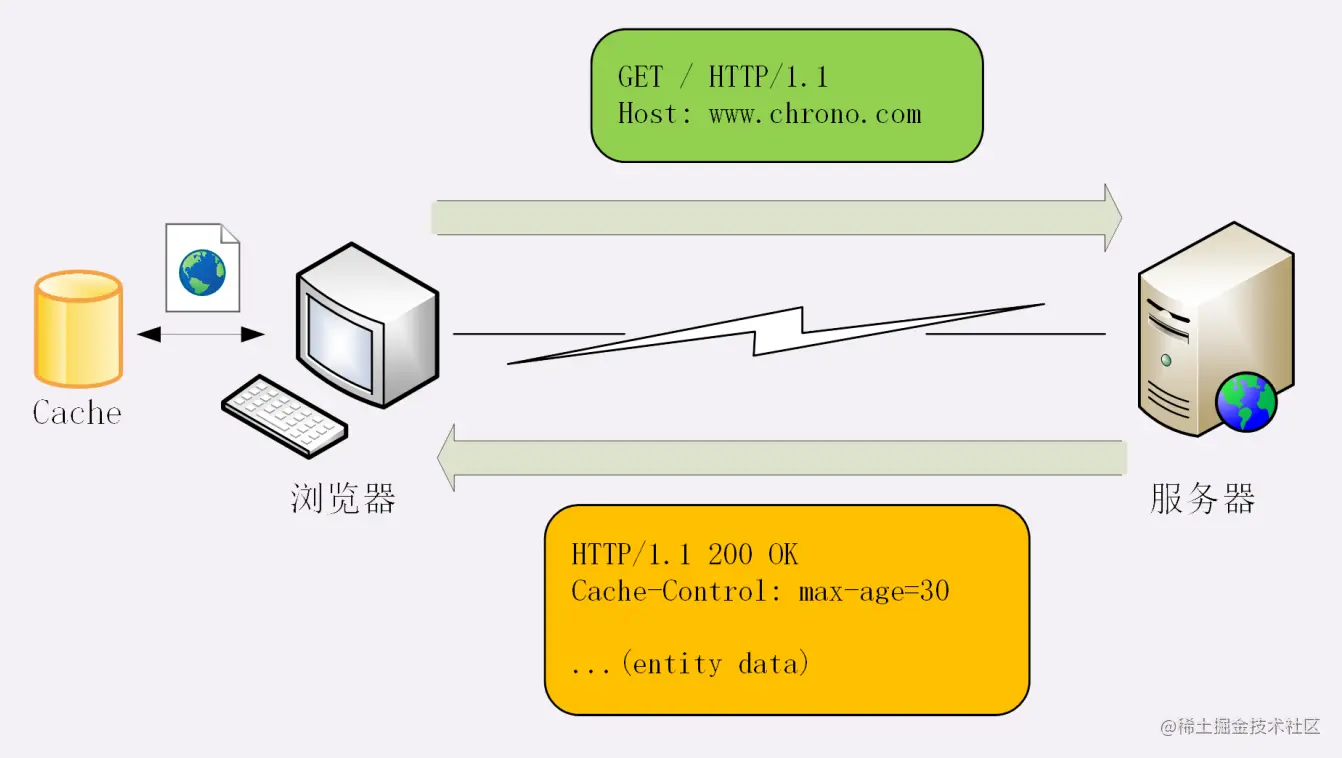 GET / HTTP/1.1
Host: www.chrono.com
Cache
浏览器
服务器
HTTP/1.1 200 OK
Cache-Control: max-age=30
...(entity data)
@稀土掘金技术社区